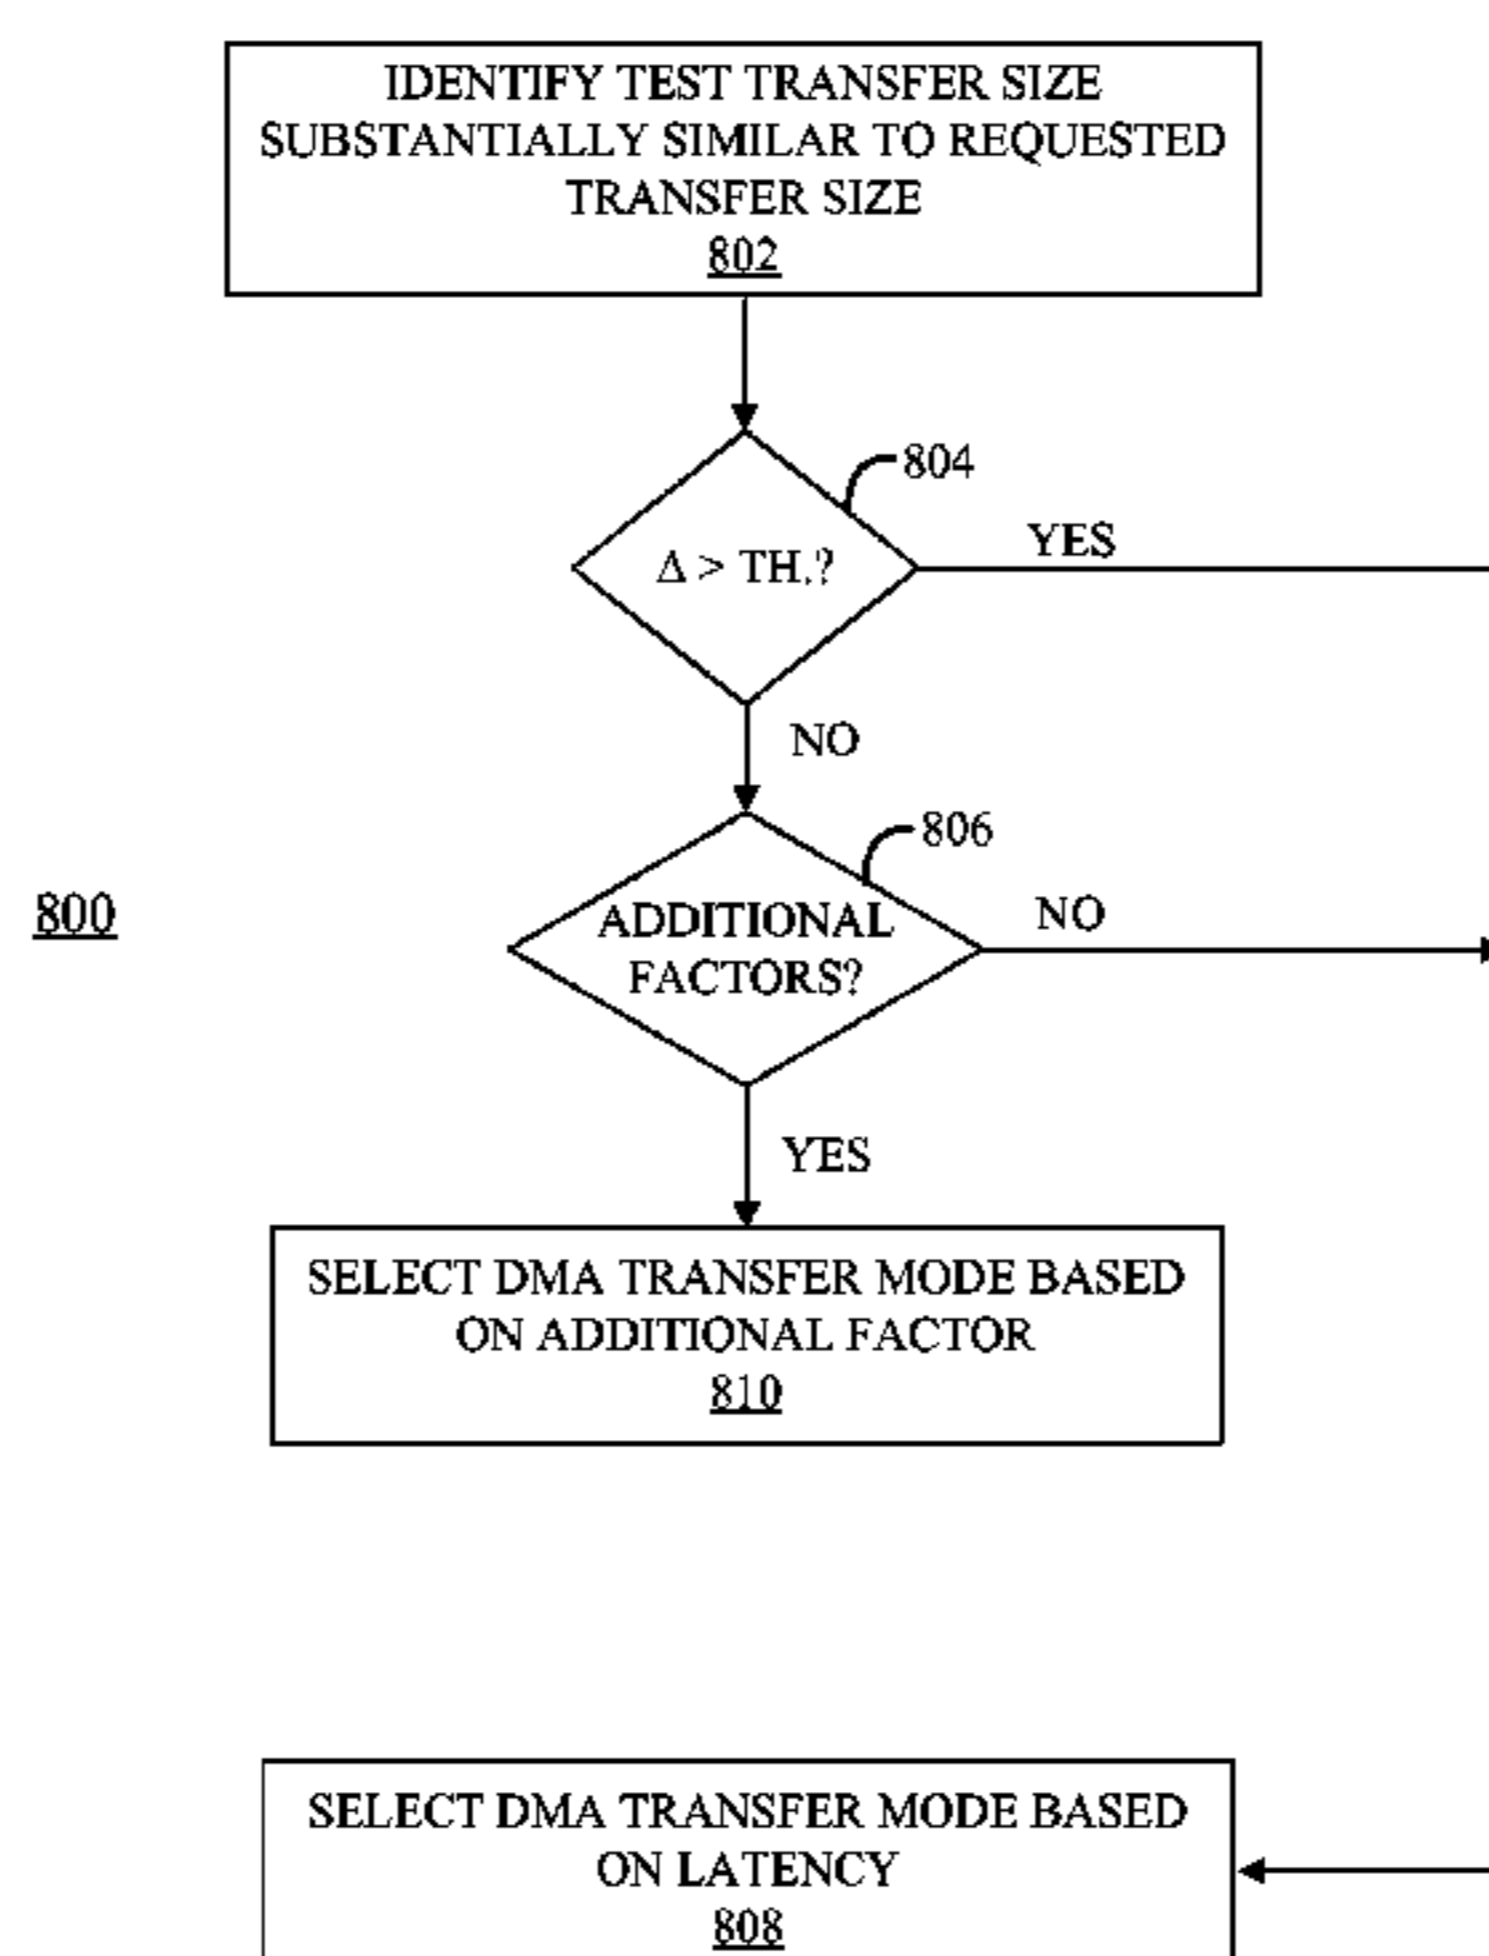 IDENTIFY TEST TRANSFER SIZE
SUBSTANTIALLY SIMILAR TO REQUESTED
TRANSFER SIZE
802
804
Δ > TH.?
YES
NO
806
800
ADDITIONAL
FACTORS?
NO
YES
SELECT DMA TRANSFER MODE BASED
ON ADDITIONAL FACTOR
810
SELECT DMA TRANSFER MODE BASED
ON LATENCY
808